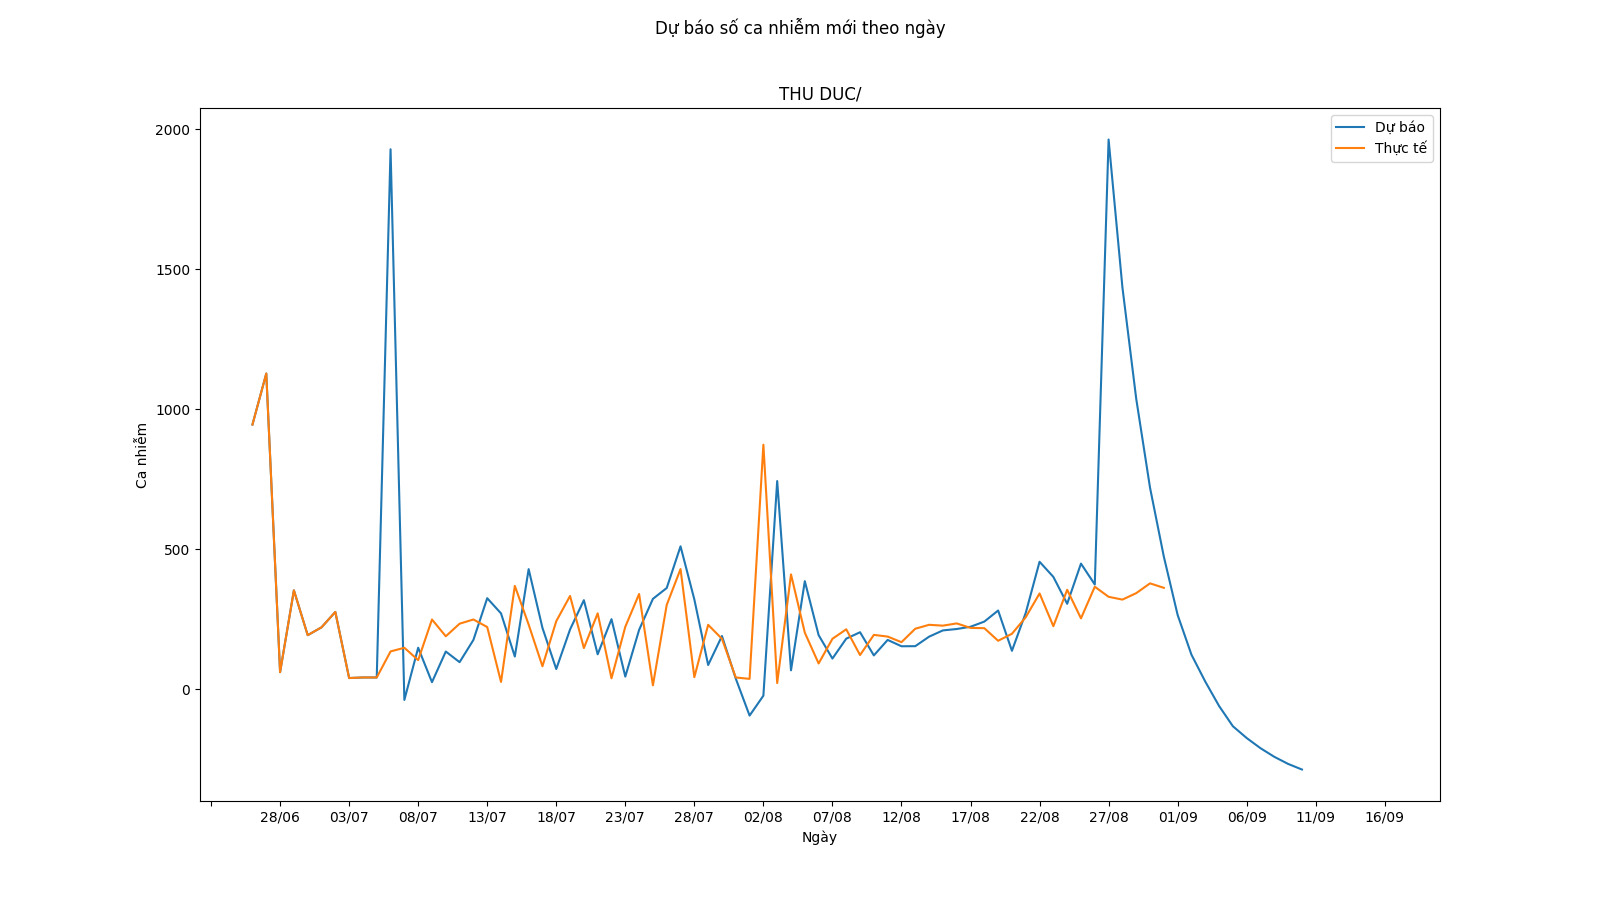 Dự báo số ca nhiễm mới theo ngày
THU DUC/
Dự báo
Thực tế
Ca nhiễm
2000
1500
1000
500
0
28/06 03/07 08/07 13/07 18/07 23/07 28/07 02/08 07/08 12/08 17/08 22/08 27/08 01/09 06/09 11/09 16/09
Ngày